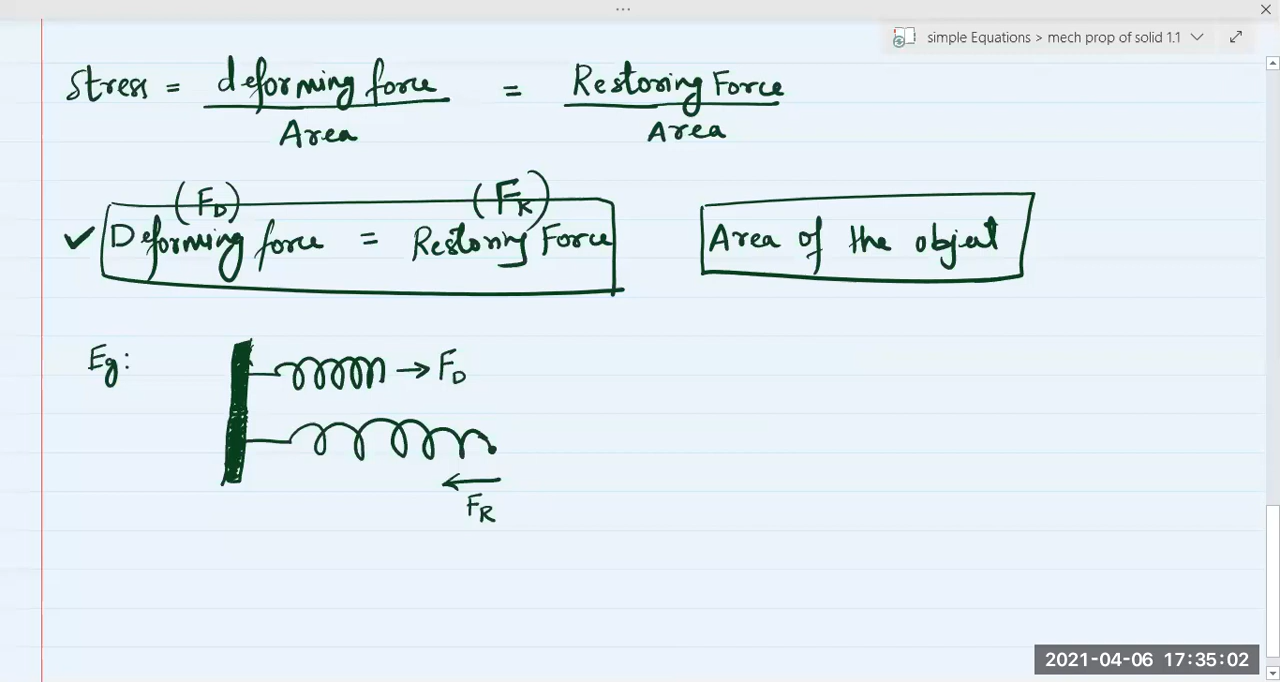 simple Equations > mech prop of solid 1.1
Stress = deforming force / Area = Restoring Force / Area
(F_D) (F_R)
✓ Deforming force = Restoring Force Area of the object
Eg: → F_D
← F_R
2021-04-06 17:35:02